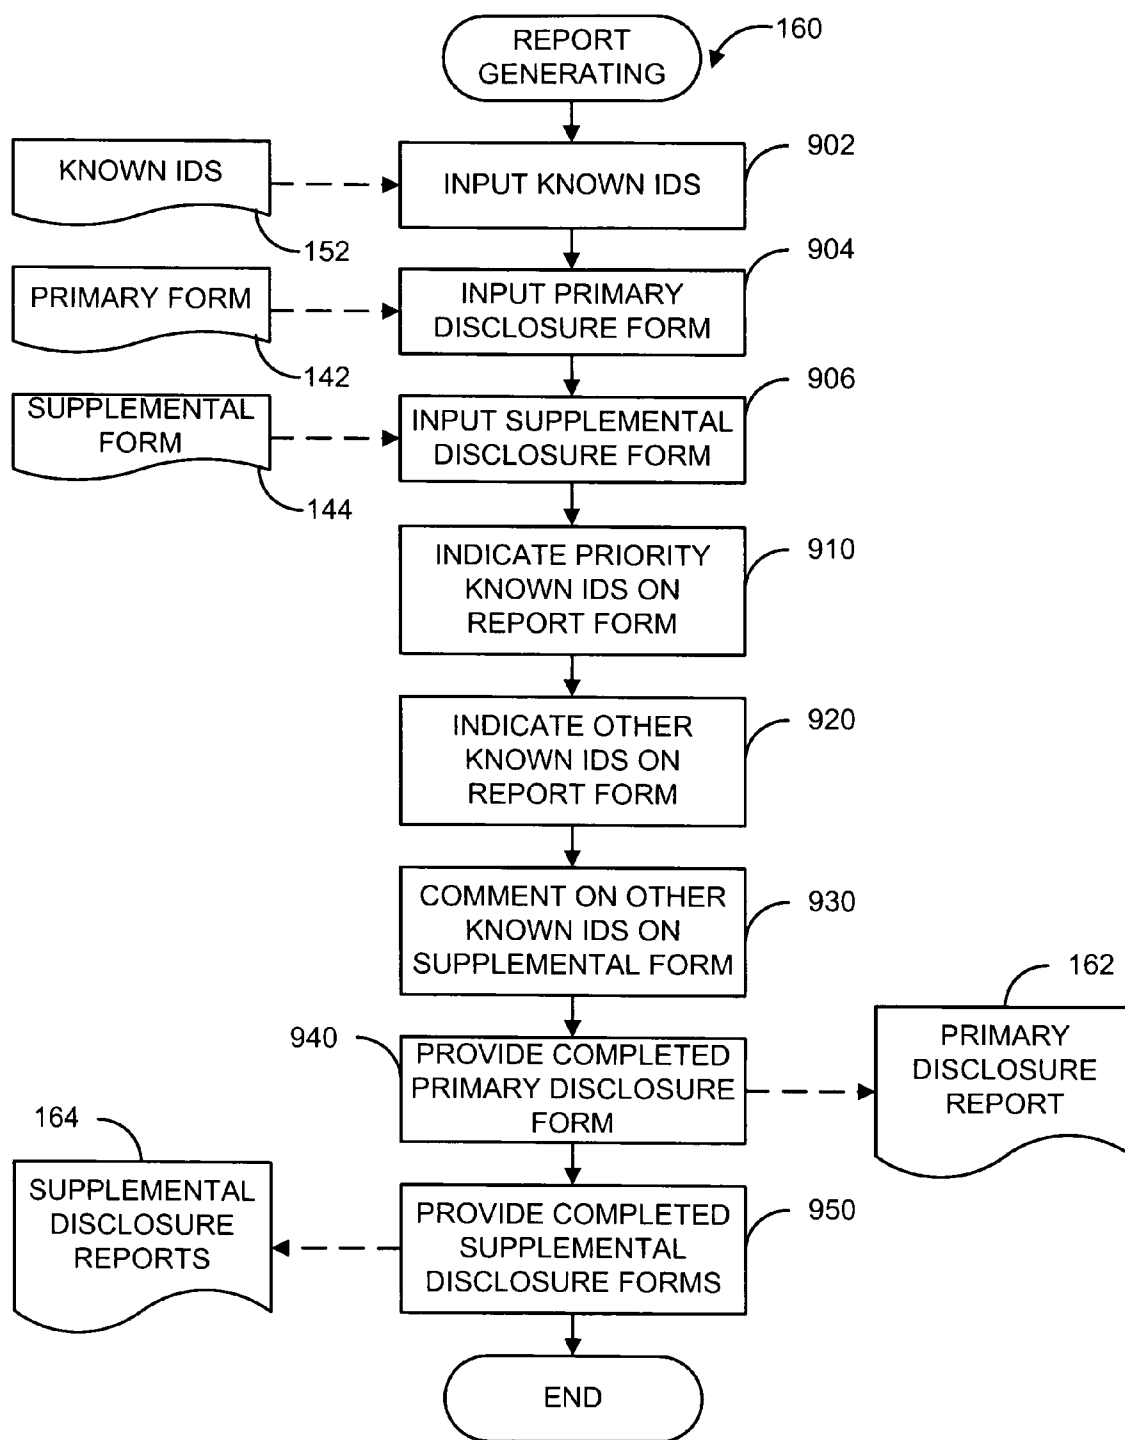 REPORT
GENERATING
160
KNOWN IDS
152
INPUT KNOWN IDS
902
PRIMARY FORM
142
INPUT PRIMARY
DISCLOSURE FORM
904
SUPPLEMENTAL
FORM
144
INPUT SUPPLEMENTAL
DISCLOSURE FORM
906
INDICATE PRIORITY
KNOWN IDS ON
REPORT FORM
910
INDICATE OTHER
KNOWN IDS ON
REPORT FORM
920
COMMENT ON OTHER
KNOWN IDS ON
SUPPLEMENTAL FORM
930
940
PROVIDE COMPLETED
PRIMARY DISCLOSURE
FORM
162
PRIMARY
DISCLOSURE
REPORT
164
SUPPLEMENTAL
DISCLOSURE
REPORTS
PROVIDE COMPLETED
SUPPLEMENTAL
DISCLOSURE FORMS
950
END